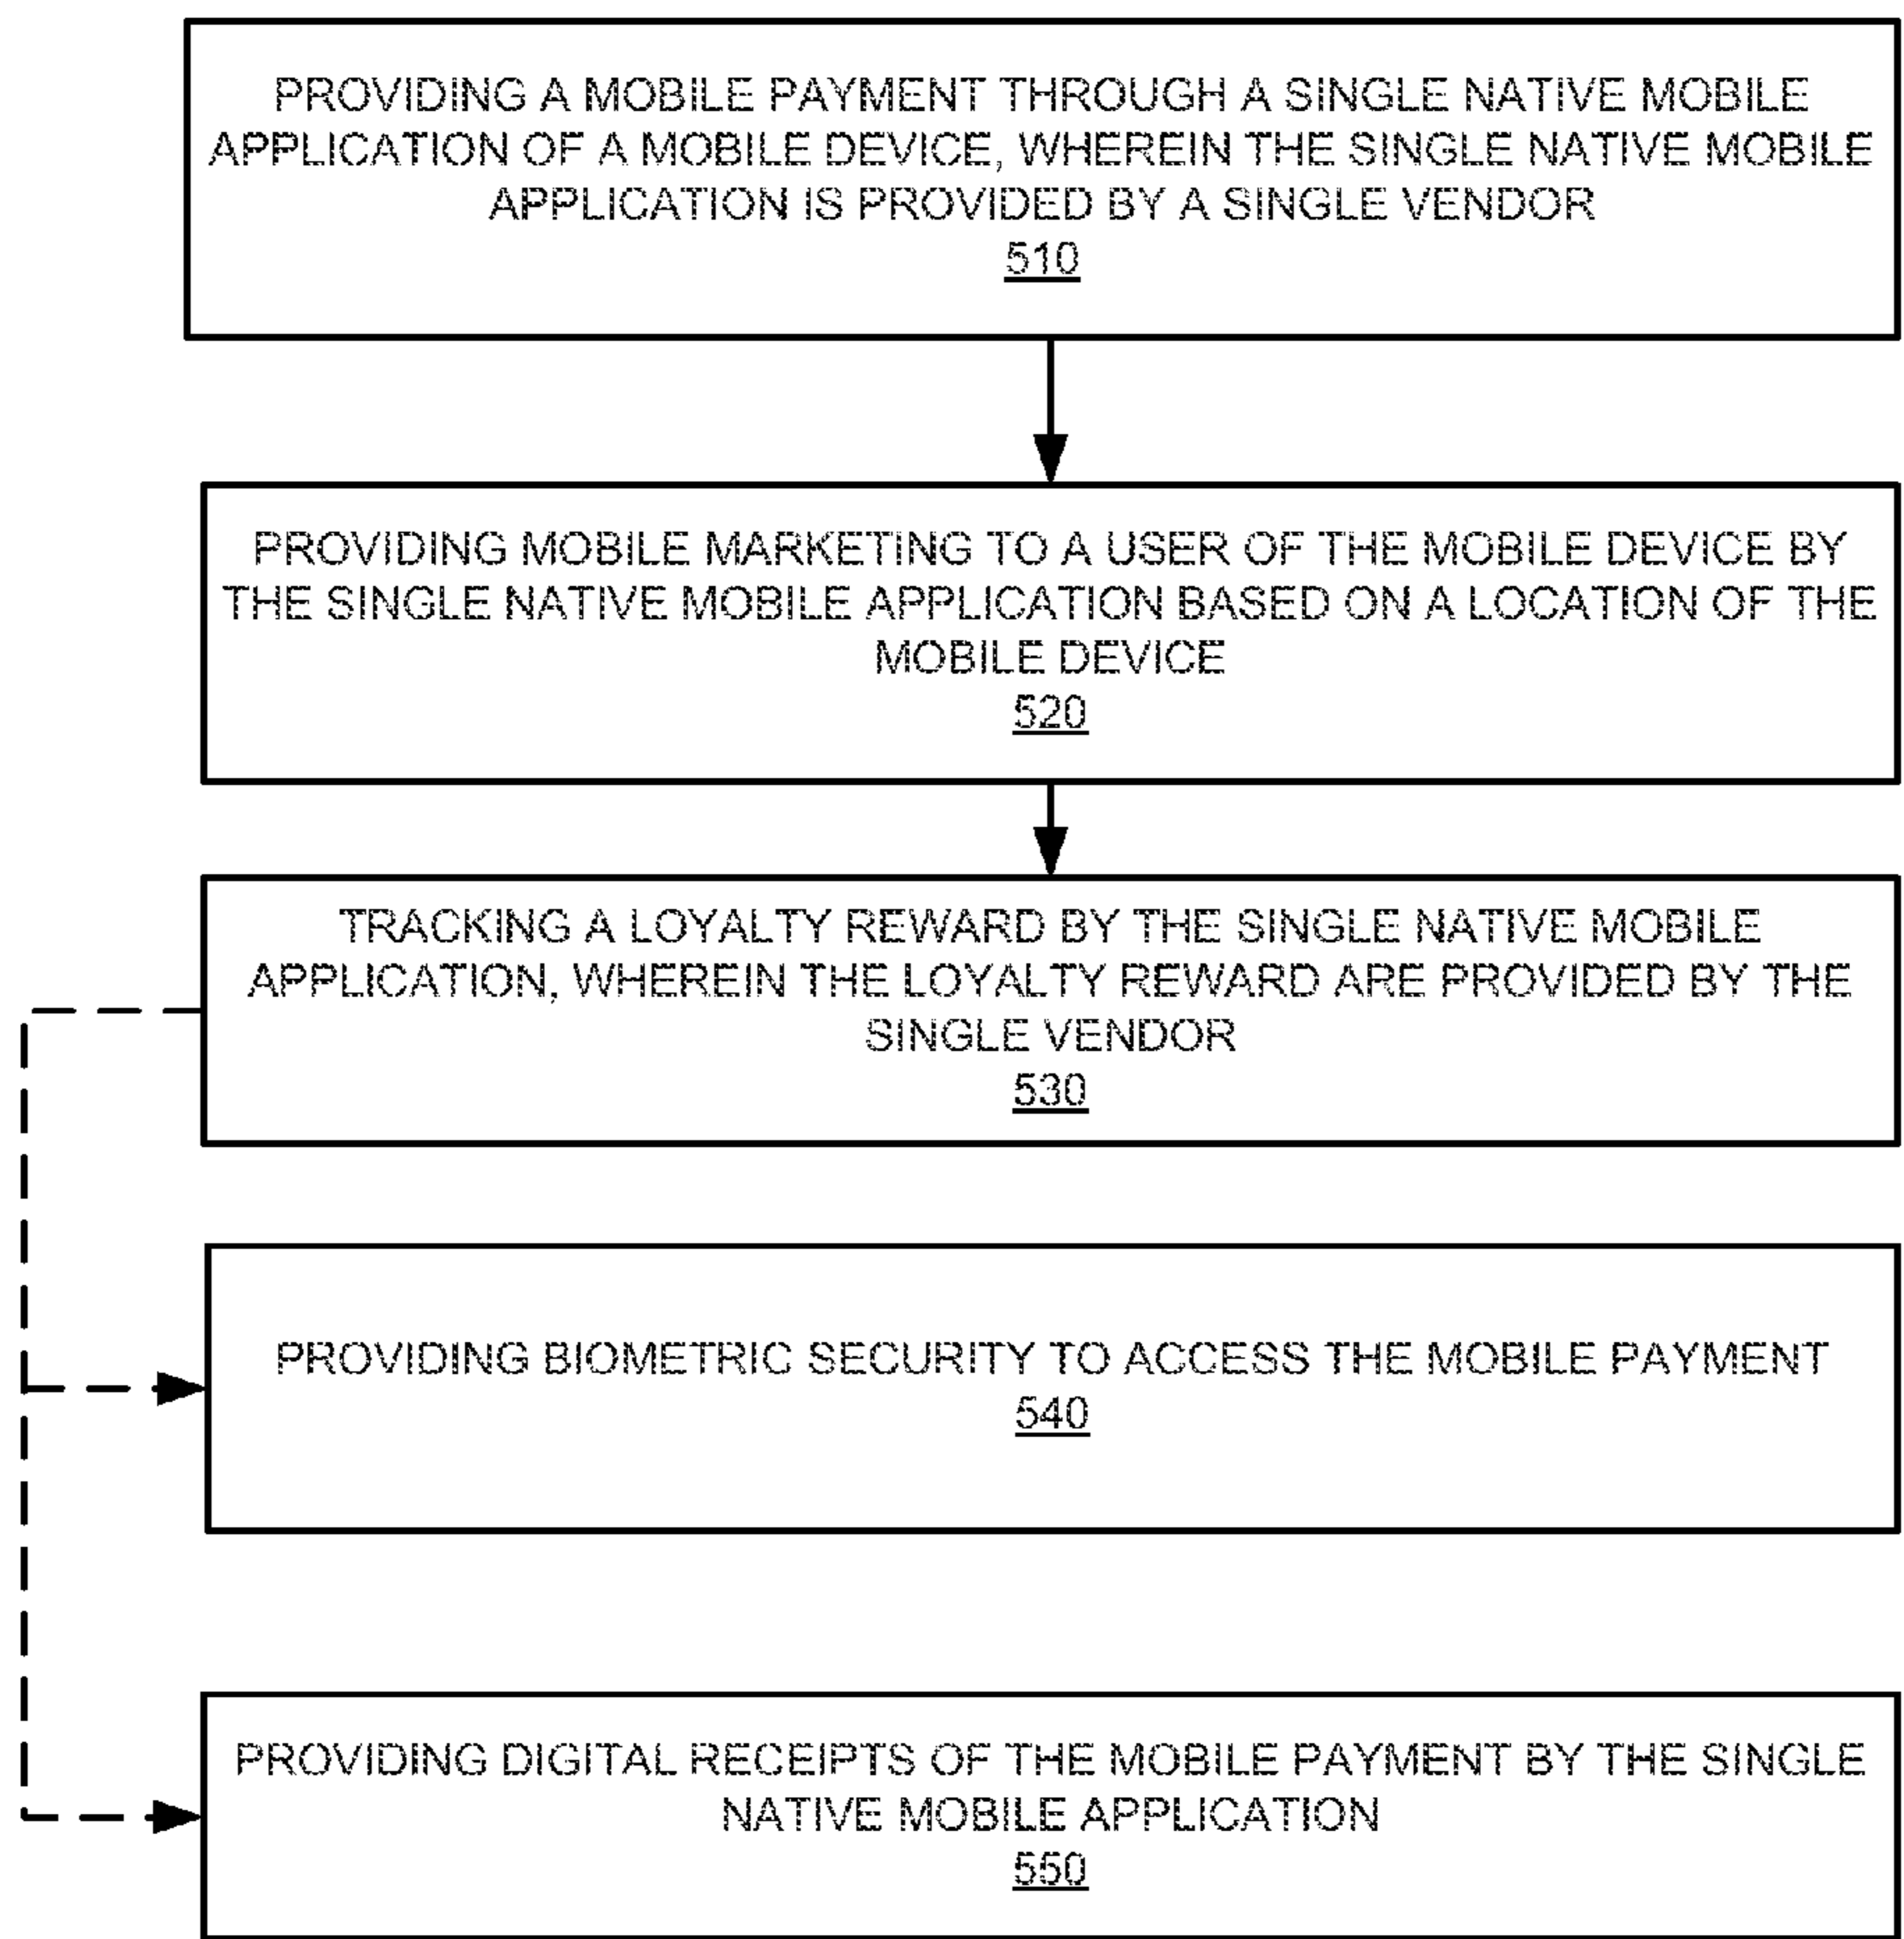 PROVIDING A MOBILE PAYMENT THROUGH A SINGLE NATIVE MOBILE
APPLICATION OF A MOBILE DEVICE, WHEREIN THE SINGLE NATIVE MOBILE
APPLICATION IS PROVIDED BY A SINGLE VENDOR
510
PROVIDING MOBILE MARKETING TO A USER OF THE MOBILE DEVICE BY
THE SINGLE NATIVE MOBILE APPLICATION BASED ON A LOCATION OF THE
MOBILE DEVICE
520
TRACKING A LOYALTY REWARD BY THE SINGLE NATIVE MOBILE
APPLICATION, WHEREIN THE LOYALTY REWARD ARE PROVIDED BY THE
SINGLE VENDOR
530
PROVIDING BIOMETRIC SECURITY TO ACCESS THE MOBILE PAYMENT
540
PROVIDING DIGITAL RECEIPTS OF THE MOBILE PAYMENT BY THE SINGLE
NATIVE MOBILE APPLICATION
550